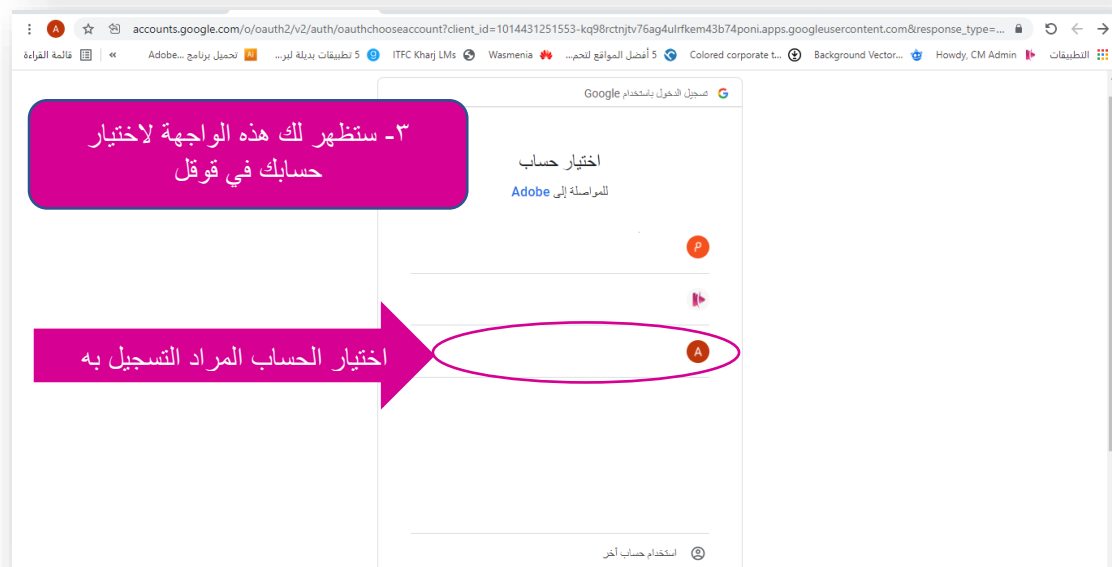 A accounts.google.com/o/oauth2/v2/auth/oauthchooseaccount?client_id=1014431251553-kq98rctnjtv76ag4ulrfkem43b74poni.apps.googleusercontent.com&response_type=...
التطبيقات Howdy, CM Admin Background Vector... Colored corporate t... 5 أفضل المواقع لتحم... Wasmenia ITFC Kharj LMs 5 تطبيقات بديلة لبر... تحميل برنامج Adobe... » قائمة القراءة
تسجيل الدخول باستخدام Google
٣- ستظهر لك هذه الواجهة لاختيار
حسابك في قوقل
اختيار حساب
للمواصلة إلى Adobe
P
اختيار الحساب المراد التسجيل به
A
استخدام حساب آخر